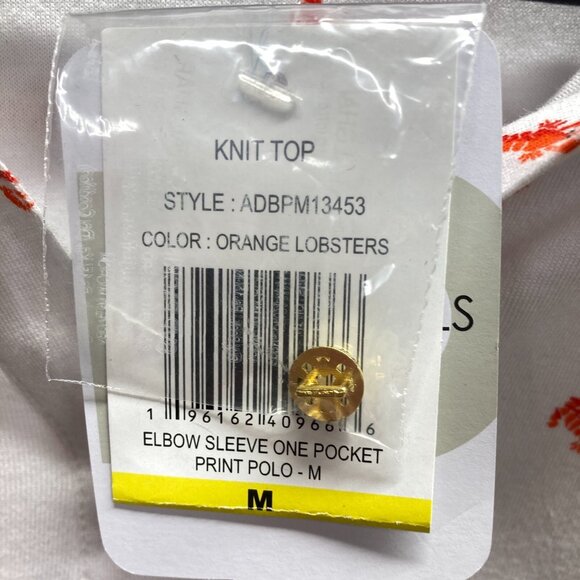 KNIT TOP
STYLE : ADBPM13453
COLOR : ORANGE LOBSTERS
LS
1 96162 40966 6
ELBOW SLEEVE ONE POCKET
PRINT POLO - M
M